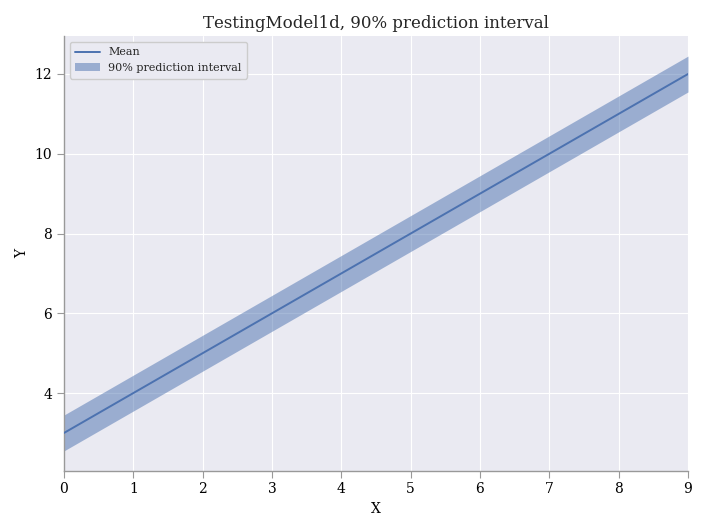 TestingModel1d, 90% prediction interval
Mean
90% prediction interval
12
10
8
6
4
Y
0 1 2 3 4 5 6 7 8 9
X